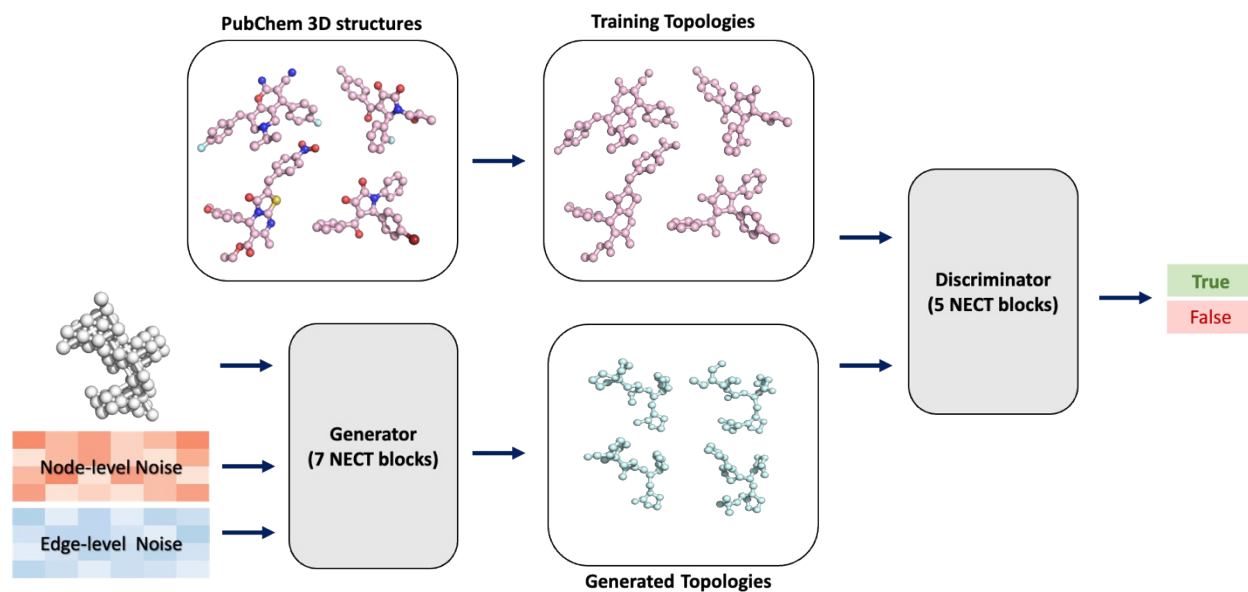 PubChem 3D structures
Training Topologies
Discriminator
(5 NECT blocks)
True
False
Generator
(7 NECT blocks)
Node-level Noise
Edge-level Noise
Generated Topologies